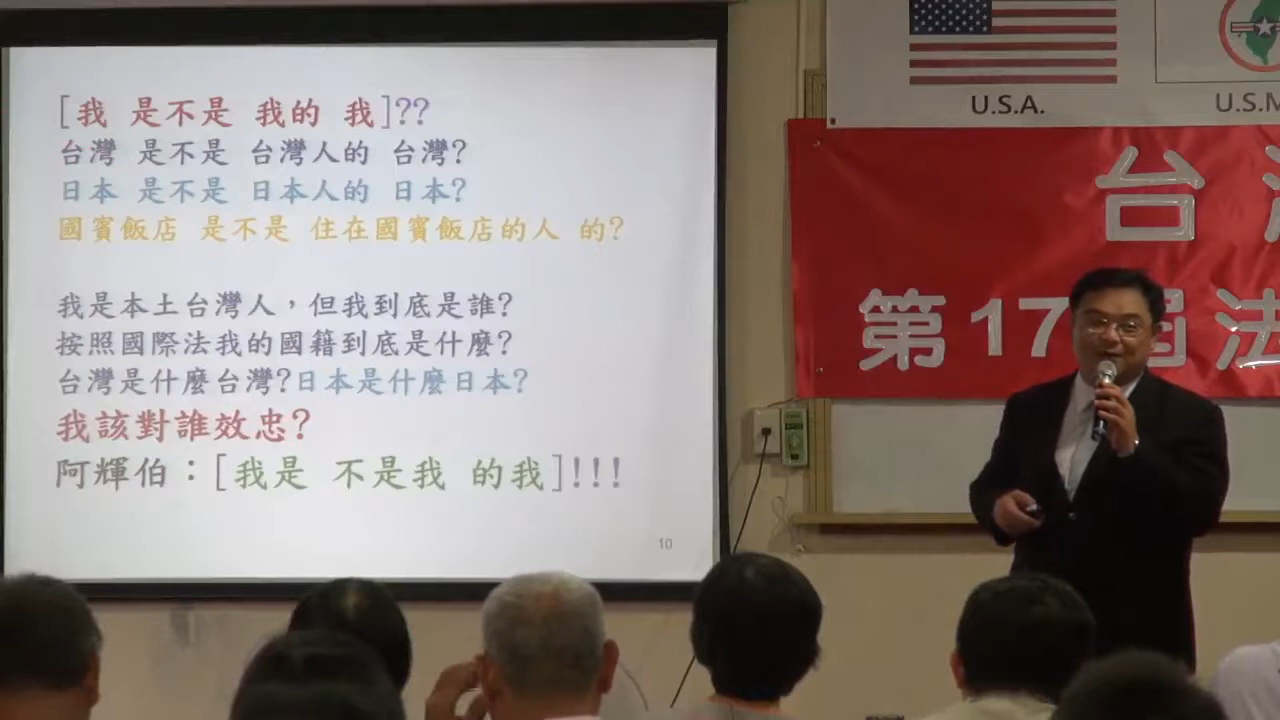 [我 是不是 我的 我]??
台灣 是不是 台灣人的 台灣?
日本 是不是 日本人的 日本?
國賓飯店 是不是 住在國賓飯店的人 的?
我是本土台灣人，但我到底是誰?
按照國際法我的國籍到底是什麼?
台灣是什麼台灣?日本是什麼日本?
我該對誰效忠?
阿輝伯：[我是 不是我 的我]!!!
10
U.S.A.
U.S.M
台
第17屆法